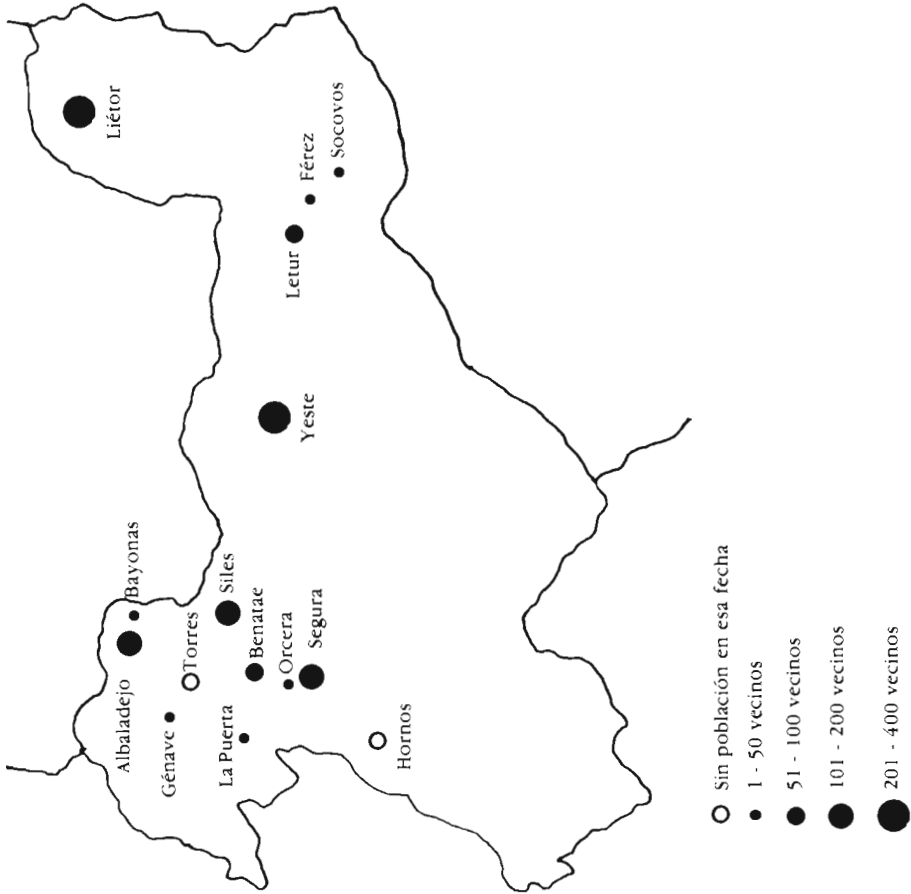 Liétor
Férez
Socovos
Letur
Yeste
Bayonas
Albaladejo
Torres
Siles
Génave
Benatae
La Puerta
Orcera
Segura
Hornos
Sin población en esa fecha
1 - 50 vecinos
51 - 100 vecinos
101 - 200 vecinos
201 - 400 vecinos